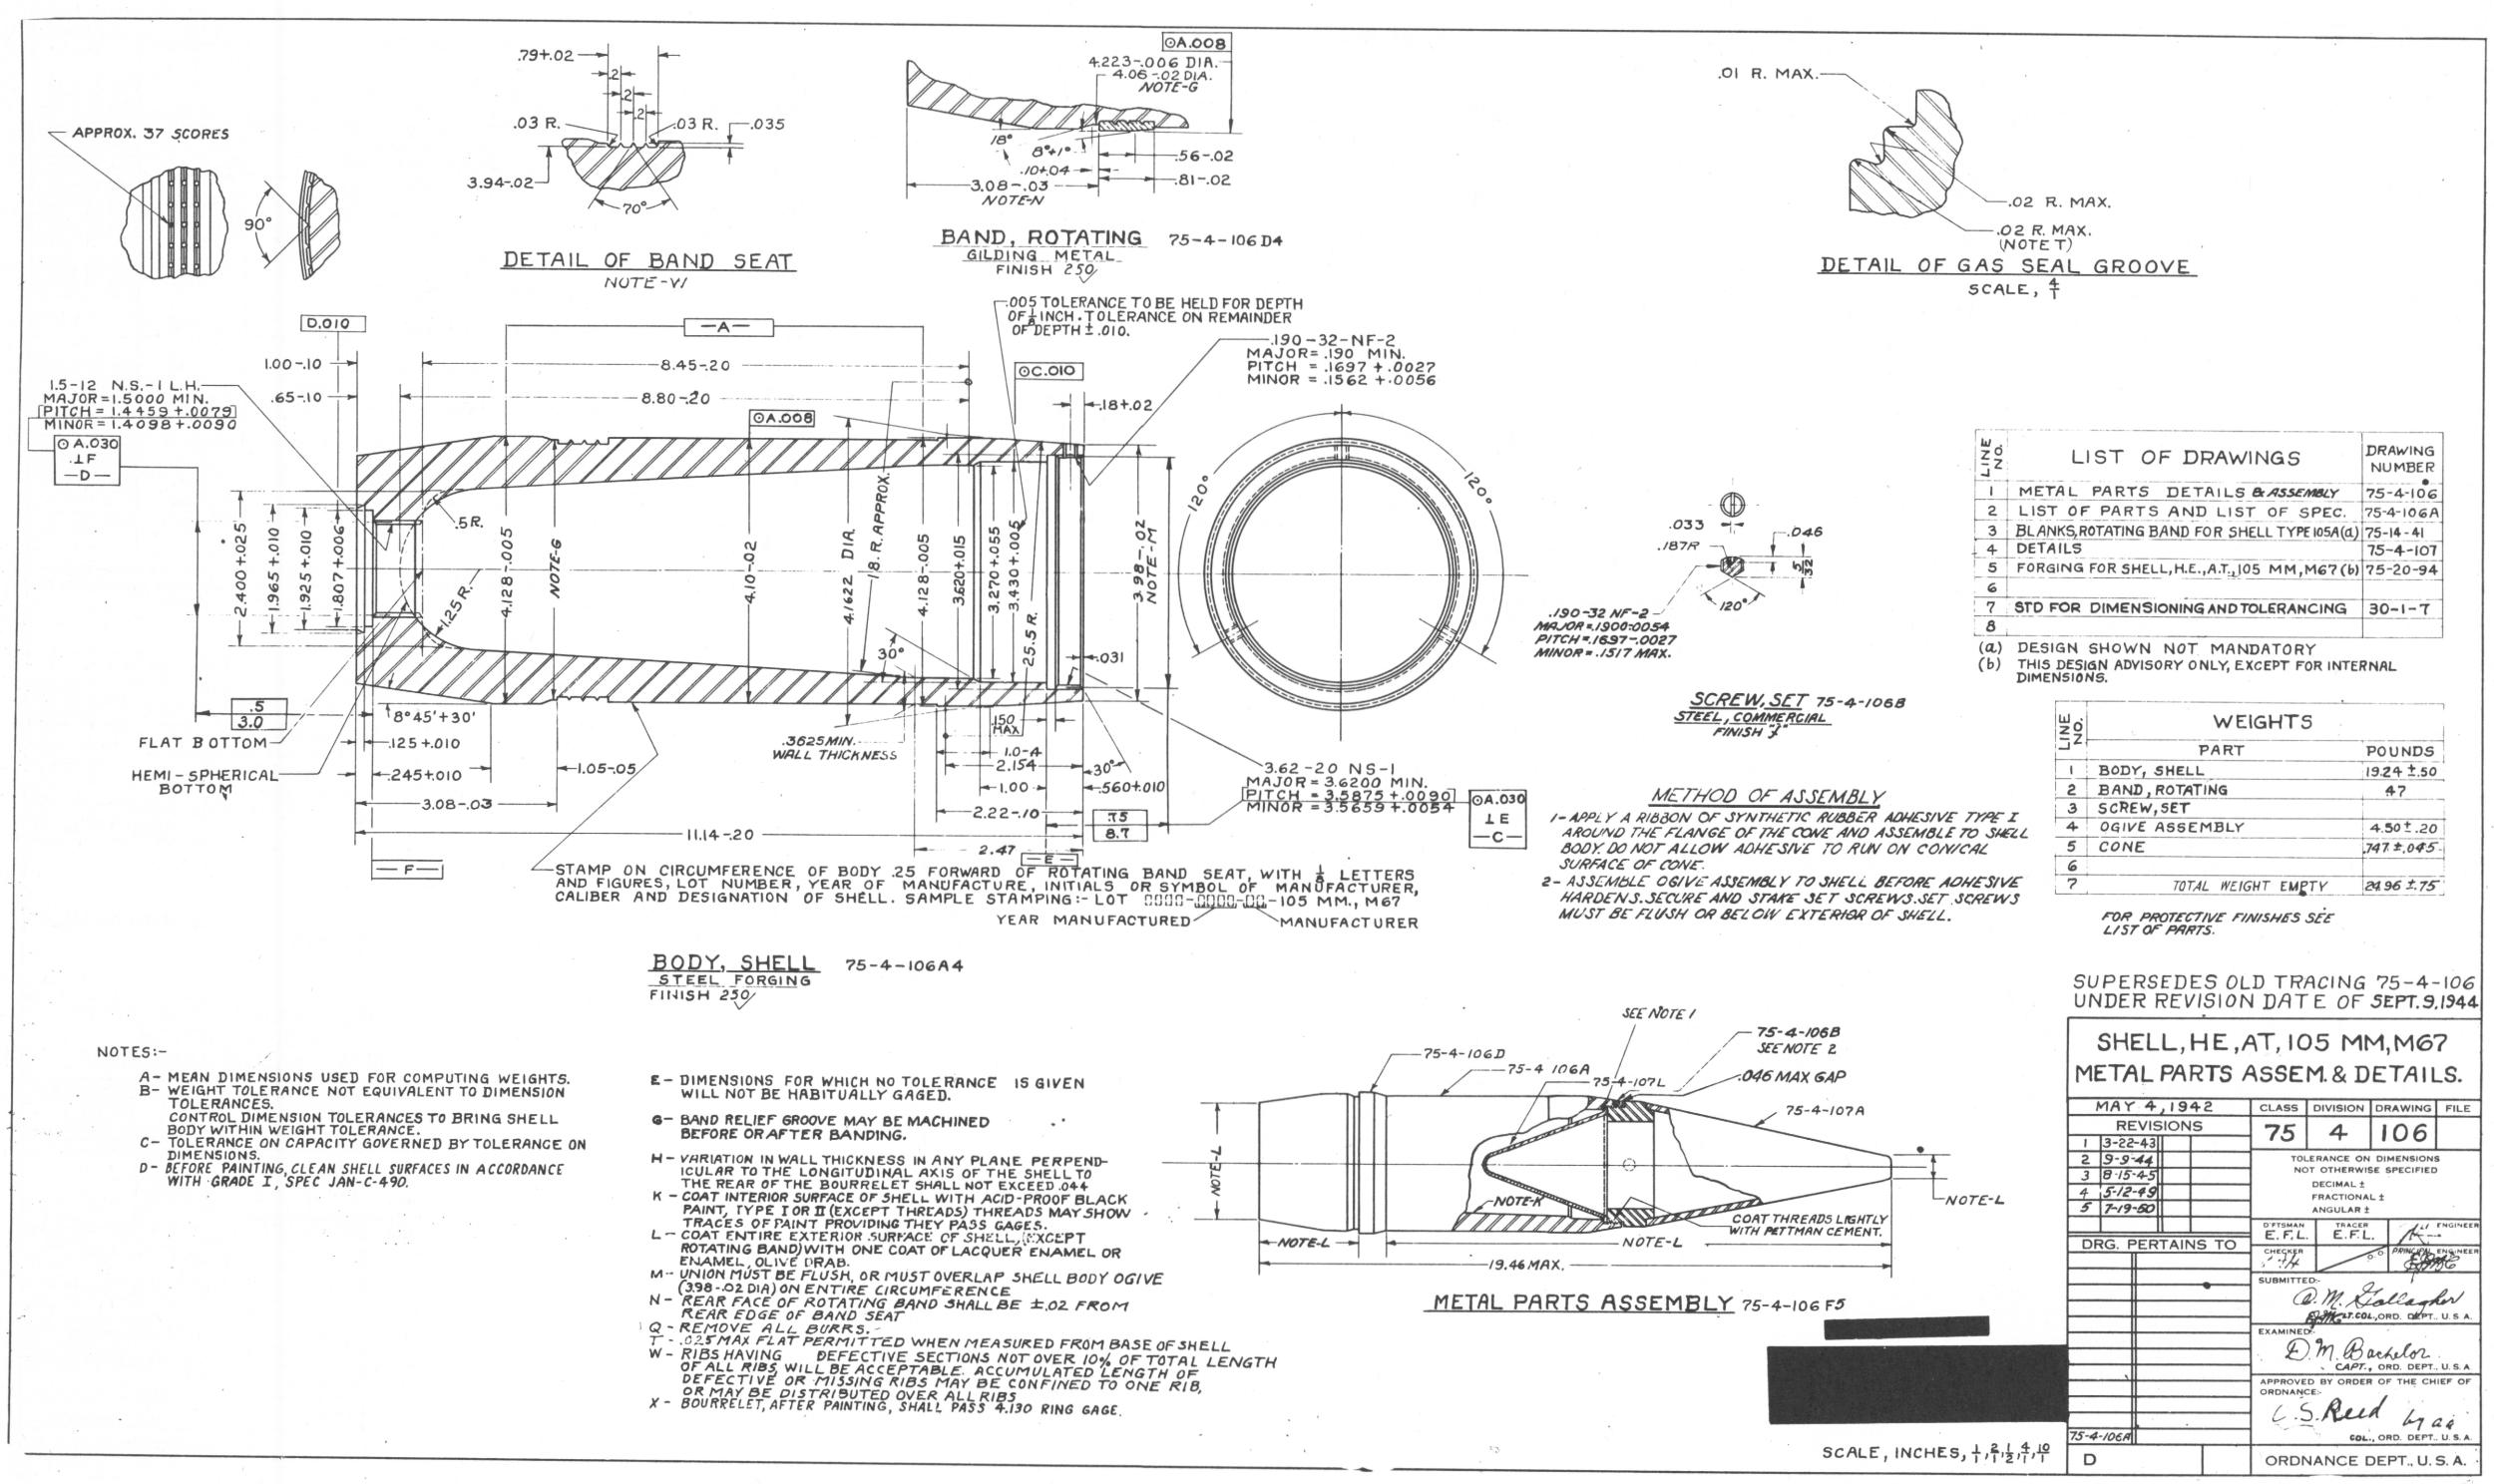 .79+.02
.2
.2
.2
.03 R.
.03 R.
.035
3.94-.02
70°
DETAIL OF BAND SEAT
NOTE-W
APPROX. 37 SCORES
90°
⊙A.008
4.223-.006 DIA.
4.06-.02 DIA.
NOTE-G
18°
8°+1°
.10+.04
.56-.02
.81-.02
3.08-.03
NOTE-N
BAND, ROTATING 75-4-106 D4
GILDING METAL
FINISH 250
.01 R. MAX.
.02 R. MAX.
.02 R. MAX.
(NOTE T)
DETAIL OF GAS SEAL GROOVE
SCALE, 4/1
D.010
-A-
.005 TOLERANCE TO BE HELD FOR DEPTH
OF 1/8 INCH. TOLERANCE ON REMAINDER
OF DEPTH ±.010.
.190-32-NF-2
MAJOR= .190 MIN.
PITCH = .1697 +.0027
MINOR = .1562 +.0056
1.00-.10
8.45-.20
⊙C.010
1.5-12 N.S.-1 L.H.
MAJOR=1.5000 MIN.
PITCH = 1.4459 +.0079
MINOR= 1.4098 +.0090
.65-.10
8.80-.20
.18+.02
⊙A.008
⊙ A.030
⊥F
-D-
.5R.
1.25 R.
2.400+.025
1.965+.010
1.925+.010
1.807+.006
4.128-.005
NOTE-G
4.10-.02
4.1622 DIA
18. R. APPROX.
4.128-.005
3.620+.015
3.270+.055
3.430+.005
25.5 R.
3.98-.02
NOTE-M
120°
120°
30°
.031
.5
3.0
8°45'+30'
FLAT BOTTOM
.125+.010
HEMI-SPHERICAL
BOTTOM
.245+.010
1.05-.05
3.08-.03
.3625 MIN.
WALL THICKNESS
.150
MAX
1.0-.4
2.154
30°
1.00
.560+.010
2.22-.10
.75
8.7
11.14-.20
2.47
-E-
-F-
3.62-20 NS-1
MAJOR = 3.6200 MIN.
PITCH = 3.5875 +.0090
MINOR = 3.5659 +.0054
⊙A.030
⊥ E
-C-
STAMP ON CIRCUMFERENCE OF BODY .25 FORWARD OF ROTATING BAND SEAT, WITH 1/8 LETTERS
AND FIGURES, LOT NUMBER, YEAR OF MANUFACTURE, INITIALS OR SYMBOL OF MANUFACTURER,
CALIBER AND DESIGNATION OF SHELL. SAMPLE STAMPING:- LOT 0000-0000-00-105 MM., M67
YEAR MANUFACTURED MANUFACTURER
BODY, SHELL 75-4-106A4
STEEL FORGING
FINISH 250
.033
.187R
.046
5/32
120°
.190-32 NF-2
MAJOR=.1900-.0054
PITCH=.1697-.0027
MINOR=.1517 MAX.
SCREW, SET 75-4-106B
STEEL, COMMERCIAL
FINISH
METHOD OF ASSEMBLY
1- APPLY A RIBBON OF SYNTHETIC RUBBER ADHESIVE TYPE I
AROUND THE FLANGE OF THE CONE AND ASSEMBLE TO SHELL
BODY. DO NOT ALLOW ADHESIVE TO RUN ON CONICAL
SURFACE OF CONE.
2- ASSEMBLE OGIVE ASSEMBLY TO SHELL BEFORE ADHESIVE
HARDENS. SECURE AND STAKE SET SCREWS. SET SCREWS
MUST BE FLUSH OR BELOW EXTERIOR OF SHELL.
LINE NO. LIST OF DRAWINGS DRAWING NUMBER
1 METAL PARTS DETAILS & ASSEMBLY 75-4-106
2 LIST OF PARTS AND LIST OF SPEC. 75-4-106A
3 BLANKS, ROTATING BAND FOR SHELL TYPE 105A(a) 75-14-41
4 DETAILS 75-4-107
5 FORGING FOR SHELL, H.E., A.T., 105 MM, M67 (b) 75-20-94
6
7 STD FOR DIMENSIONING AND TOLERANCING 30-1-7
8
(a) DESIGN SHOWN NOT MANDATORY
(b) THIS DESIGN ADVISORY ONLY, EXCEPT FOR INTERNAL
DIMENSIONS.
LINE NO. WEIGHTS
PART POUNDS
1 BODY, SHELL 19.24 ±.50
2 BAND, ROTATING .47
3 SCREW, SET
4 OGIVE ASSEMBLY 4.50±.20
5 CONE .747 ±.045
6
7 TOTAL WEIGHT EMPTY 24.96 ±.75
FOR PROTECTIVE FINISHES SEE
LIST OF PARTS.
SUPERSEDES OLD TRACING 75-4-106
UNDER REVISION DATE OF SEPT. 9, 1944
NOTES:-
A- MEAN DIMENSIONS USED FOR COMPUTING WEIGHTS.
B- WEIGHT TOLERANCE NOT EQUIVALENT TO DIMENSION
TOLERANCES.
CONTROL DIMENSION TOLERANCES TO BRING SHELL
BODY WITHIN WEIGHT TOLERANCE.
C- TOLERANCE ON CAPACITY GOVERNED BY TOLERANCE ON
DIMENSIONS.
D- BEFORE PAINTING, CLEAN SHELL SURFACES IN ACCORDANCE
WITH GRADE I, SPEC JAN-C-490.
E- DIMENSIONS FOR WHICH NO TOLERANCE IS GIVEN
WILL NOT BE HABITUALLY GAGED.
G- BAND RELIEF GROOVE MAY BE MACHINED
BEFORE OR AFTER BANDING.
H- VARIATION IN WALL THICKNESS IN ANY PLANE PERPEND-
ICULAR TO THE LONGITUDINAL AXIS OF THE SHELL TO
THE REAR OF THE BOURRELET SHALL NOT EXCEED .044
K- COAT INTERIOR SURFACE OF SHELL WITH ACID-PROOF BLACK
PAINT, TYPE I OR II (EXCEPT THREADS) THREADS MAY SHOW
TRACES OF PAINT PROVIDING THEY PASS GAGES.
L- COAT ENTIRE EXTERIOR SURFACE OF SHELL, (EXCEPT
ROTATING BAND) WITH ONE COAT OF LACQUER ENAMEL OR
ENAMEL, OLIVE DRAB.
M- UNION MUST BE FLUSH, OR MUST OVERLAP SHELL BODY OGIVE
(3.98-.02 DIA) ON ENTIRE CIRCUMFERENCE
N- REAR FACE OF ROTATING BAND SHALL BE ±.02 FROM
REAR EDGE OF BAND SEAT
Q- REMOVE ALL BURRS.
T- .025 MAX FLAT PERMITTED WHEN MEASURED FROM BASE OF SHELL
W- RIBS HAVING DEFECTIVE SECTIONS NOT OVER 10% OF TOTAL LENGTH
OF ALL RIBS, WILL BE ACCEPTABLE. ACCUMULATED LENGTH OF
DEFECTIVE OR MISSING RIBS MAY BE CONFINED TO ONE RIB,
OR MAY BE DISTRIBUTED OVER ALL RIBS
X- BOURRELET, AFTER PAINTING, SHALL PASS 4.130 RING GAGE.
SEE NOTE 1
75-4-106B
SEE NOTE 2
75-4-106D
75-4 106A
75-4-107L
.046 MAX GAP
75-4-107A
NOTE-L
NOTE-K
NOTE-L
COAT THREADS LIGHTLY
WITH PETTMAN CEMENT.
NOTE-L
NOTE-L
19.46 MAX.
METAL PARTS ASSEMBLY 75-4-106 F5
SHELL, HE, AT, 105 MM, M67
METAL PARTS ASSEM. & DETAILS.
MAY 4, 1942
REVISIONS
1 3-22-43
2 9-9-44
3 8-15-45
4 5-12-49
5 7-19-50
CLASS DIVISION DRAWING FILE
75 4 106
TOLERANCE ON DIMENSIONS
NOT OTHERWISE SPECIFIED
DECIMAL ±
FRACTIONAL ±
ANGULAR ±
D'FTSMAN TRACER ENGINEER
E.F.L. E.F.L.
CHECKER PRINCIPAL ENGINEER
DRG. PERTAINS TO
SUBMITTED:-
D. M. Gallagher
LT. COL., ORD. DEPT., U.S.A.
EXAMINED:-
D. M. Bachelor
CAPT., ORD. DEPT., U.S.A
APPROVED BY ORDER OF THE CHIEF OF
ORDNANCE:-
C. S. Reed by aa
COL., ORD. DEPT., U.S.A.
75-4-106A
D
ORDNANCE DEPT., U.S.A.
SCALE, INCHES, 1/1, 2/1, 1/2, 4/1, 10/1